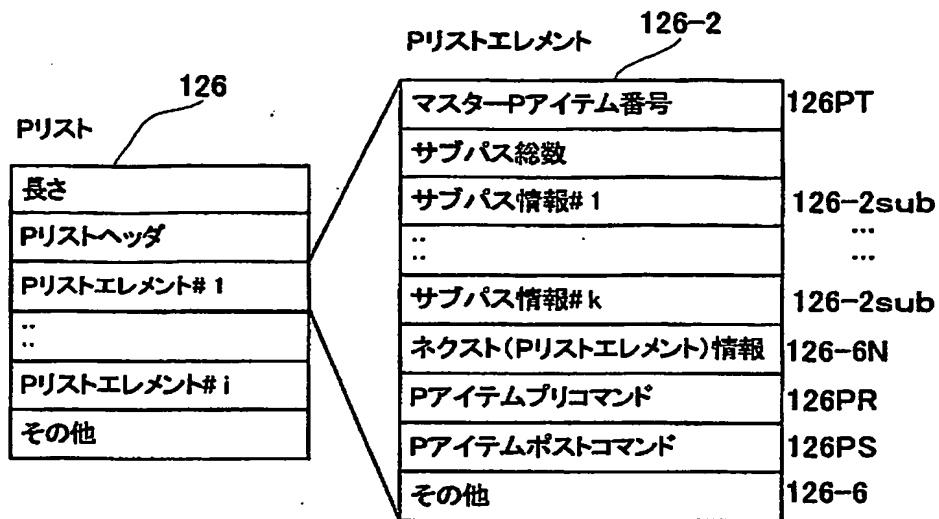 126
Pリスト
長さ
Pリストヘッダ
Pリストエレメント#1
:
:
Pリストエレメント#i
その他
Pリストエレメント
126-2
マスターPアイテム番号 126PT
サブパス総数
サブパス情報#1 126-2sub
: ...
: ...
サブパス情報#k 126-2sub
ネクスト(Pリストエレメント)情報 126-6N
Pアイテムプリコマンド 126PR
Pアイテムポストコマンド 126PS
その他 126-6